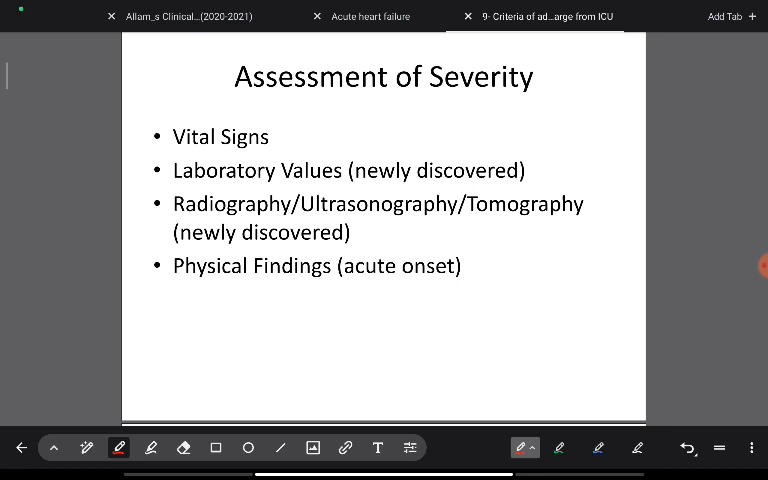 Allam_s Clinical...(2020-2021)
Acute heart failure
9- Criteria of ad...arge from ICU
Add Tab
Assessment of Severity
• Vital Signs
• Laboratory Values (newly discovered)
• Radiography/Ultrasonography/Tomography
(newly discovered)
• Physical Findings (acute onset)
T